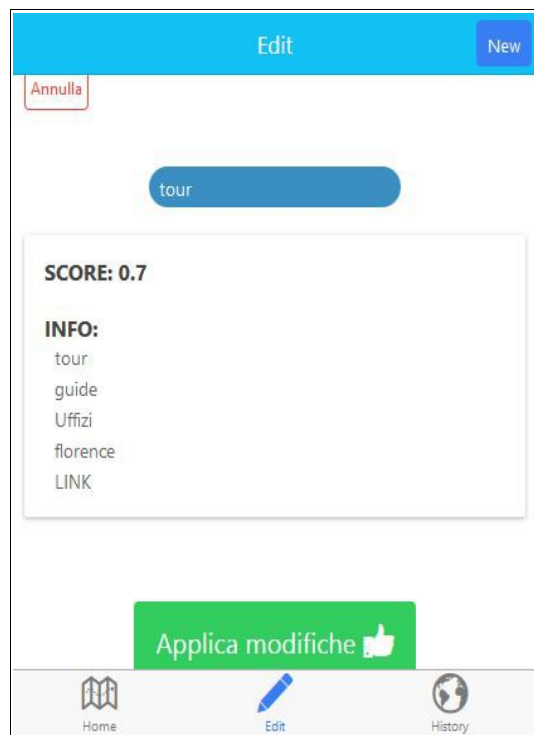 Edit
New
Annulla
tour
SCORE: 0.7
INFO:
tour
guide
Uffizi
florence
LINK
Applica modifiche
Home
Edit
History